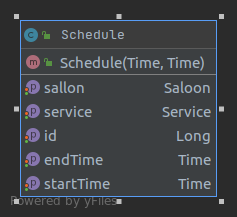 Schedule
Schedule(Time, Time)
sallon Saloon
service Service
id Long
endTime Time
startTime Time
Powered by yFiles